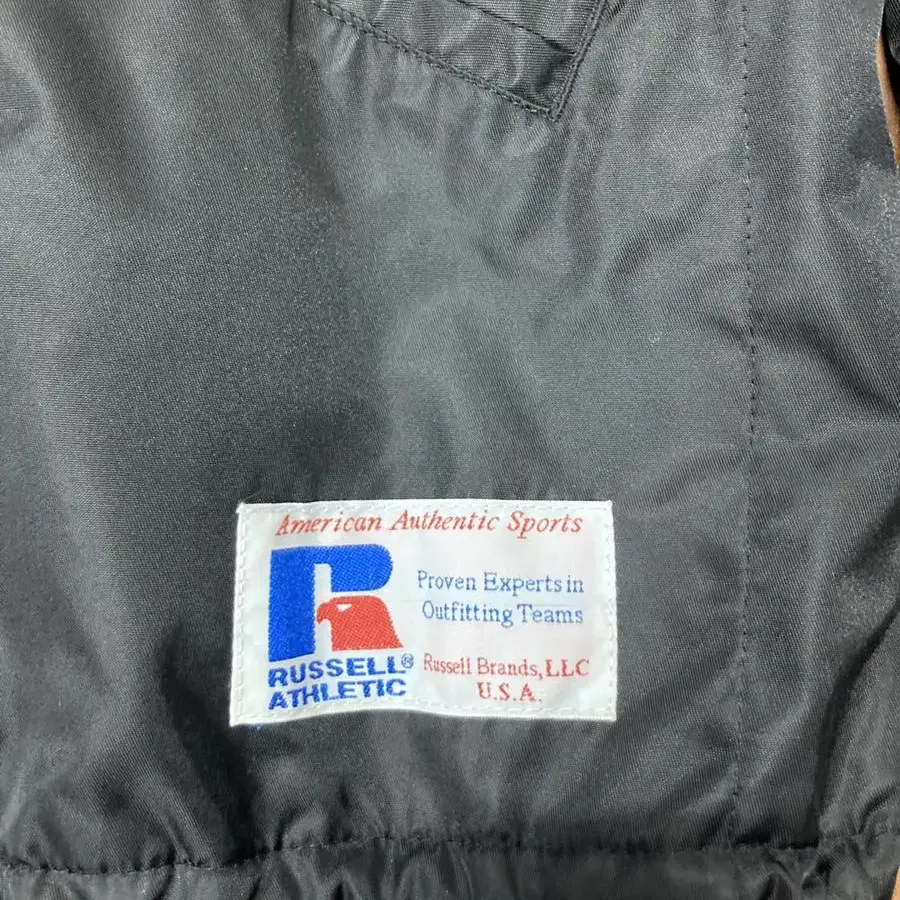 American Authentic Sports
Proven Experts in
Outfitting Teams
RUSSELL®
ATHLETIC
Russell Brands, LLC
U.S.A.